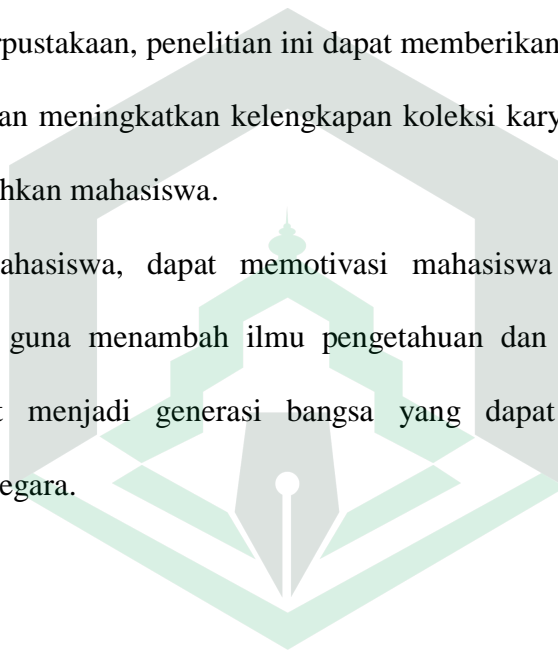 rpustakaan, penelitian ini dapat memberikan
an meningkatkan kelengkapan koleksi kary
hkan mahasiswa.
ahasiswa, dapat memotivasi mahasiswa
guna menambah ilmu pengetahuan dan
t menjadi generasi bangsa yang dapat
egara.